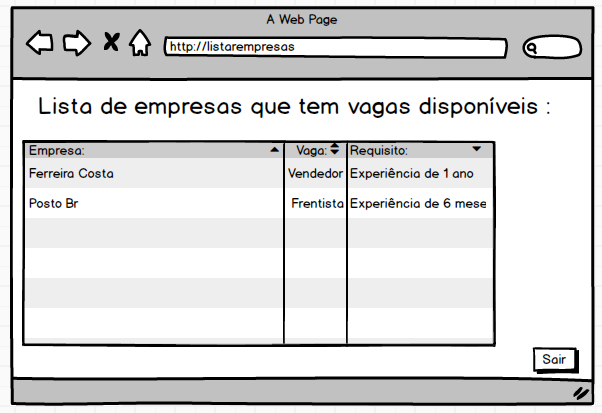 A Web Page
http://listarempresas
Lista de empresas que tem vagas disponíveis :
Empresa: Vaga: Requisito:
Ferreira Costa Vendedor Experiência de 1 ano
Posto Br Frentista Experiência de 6 mese
Sair